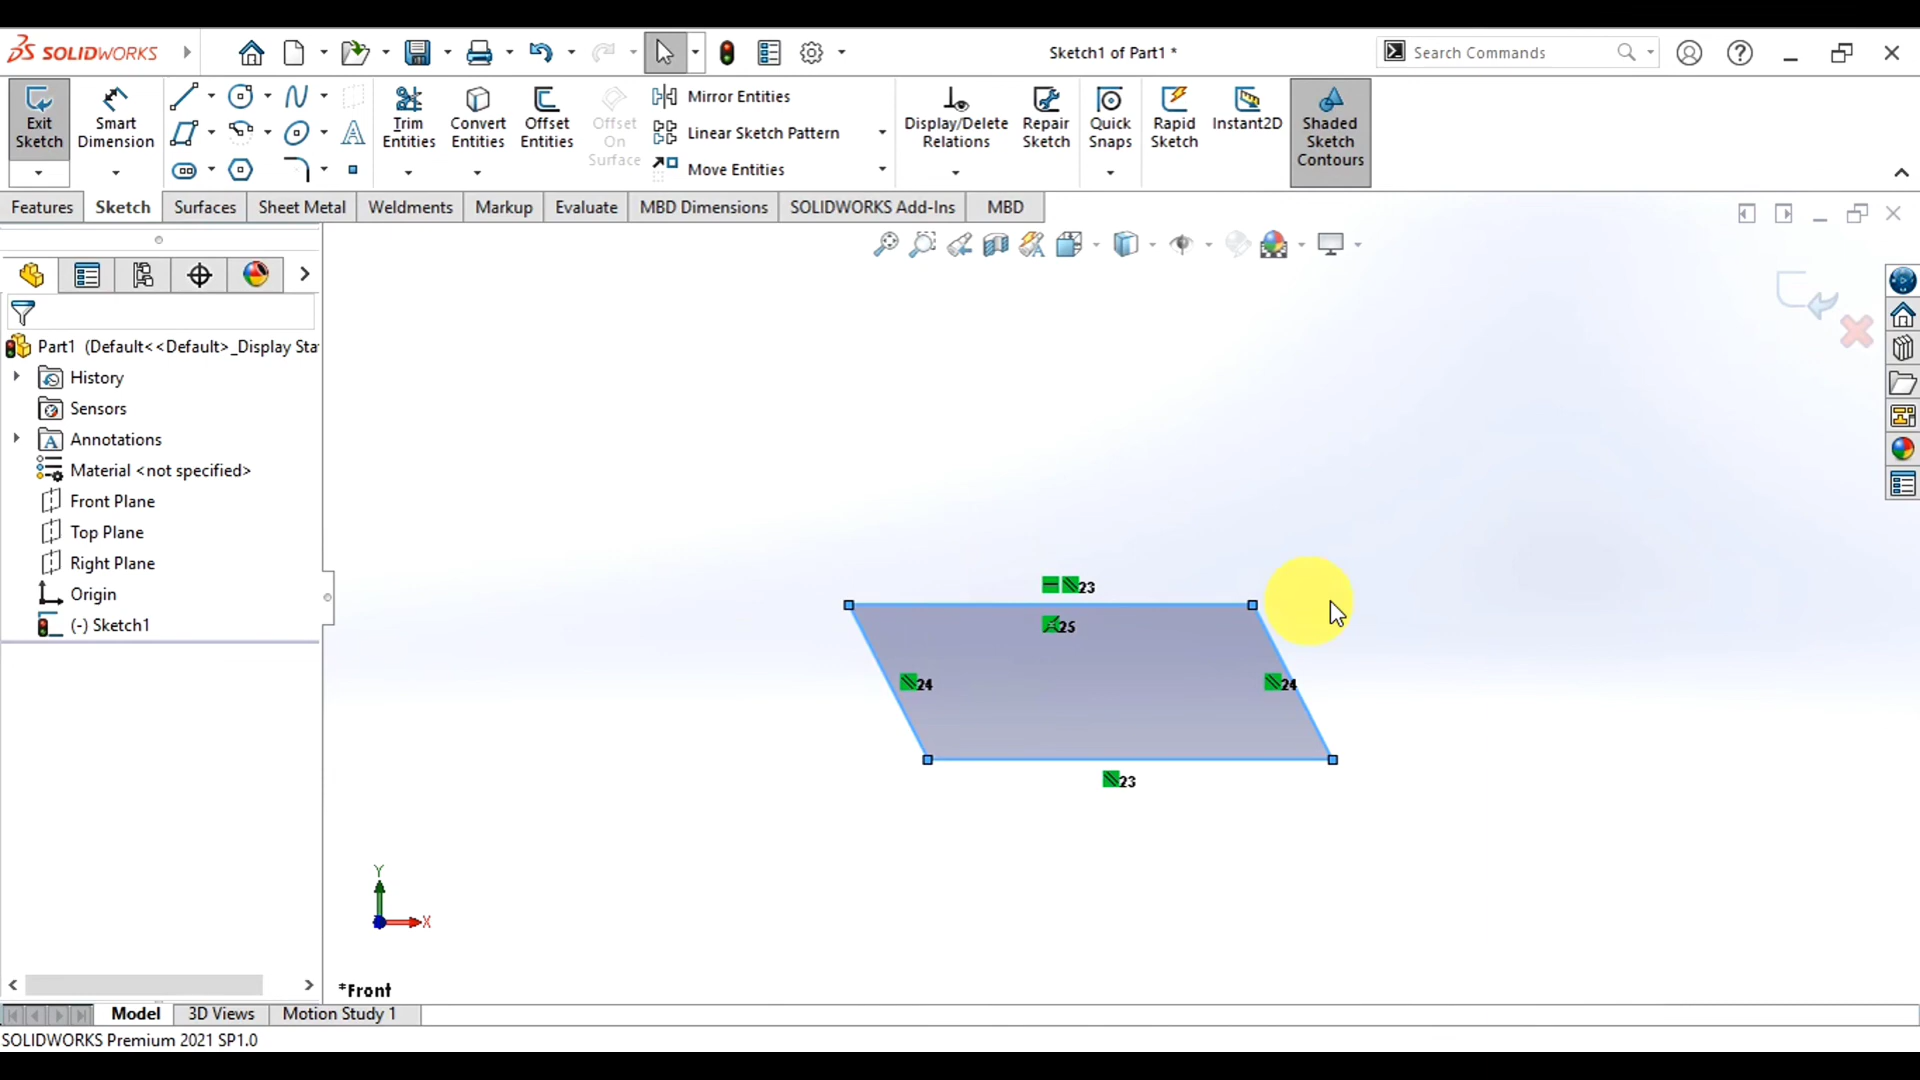 SOLIDWORKS
Sketch1 of Part1 *
Search Commands
Exit
Sketch
Smart
Dimension
Trim
Entities
Convert
Entities
Offset
Entities
Offset
On
Surface
Mirror Entities
Linear Sketch Pattern
Move Entities
Display/Delete
Relations
Repair
Sketch
Quick
Snaps
Rapid
Sketch
Instant2D
Shaded
Sketch
Contours
Features
Sketch
Surfaces
Sheet Metal
Weldments
Markup
Evaluate
MBD Dimensions
SOLIDWORKS Add-Ins
MBD
Part1 (Default<<Default>_Display Sta
History
Sensors
Annotations
Material <not specified>
Front Plane
Top Plane
Right Plane
Origin
(-) Sketch1
23
25
24
24
23
Y
X
*Front
Model
3D Views
Motion Study 1
SOLIDWORKS Premium 2021 SP1.0